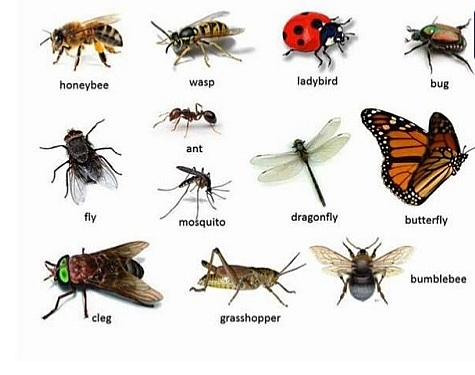 honeybee
wasp
ladybird
bug
ant
fly
mosquito
dragonfly
butterfly
cleg
grasshopper
bumblebee